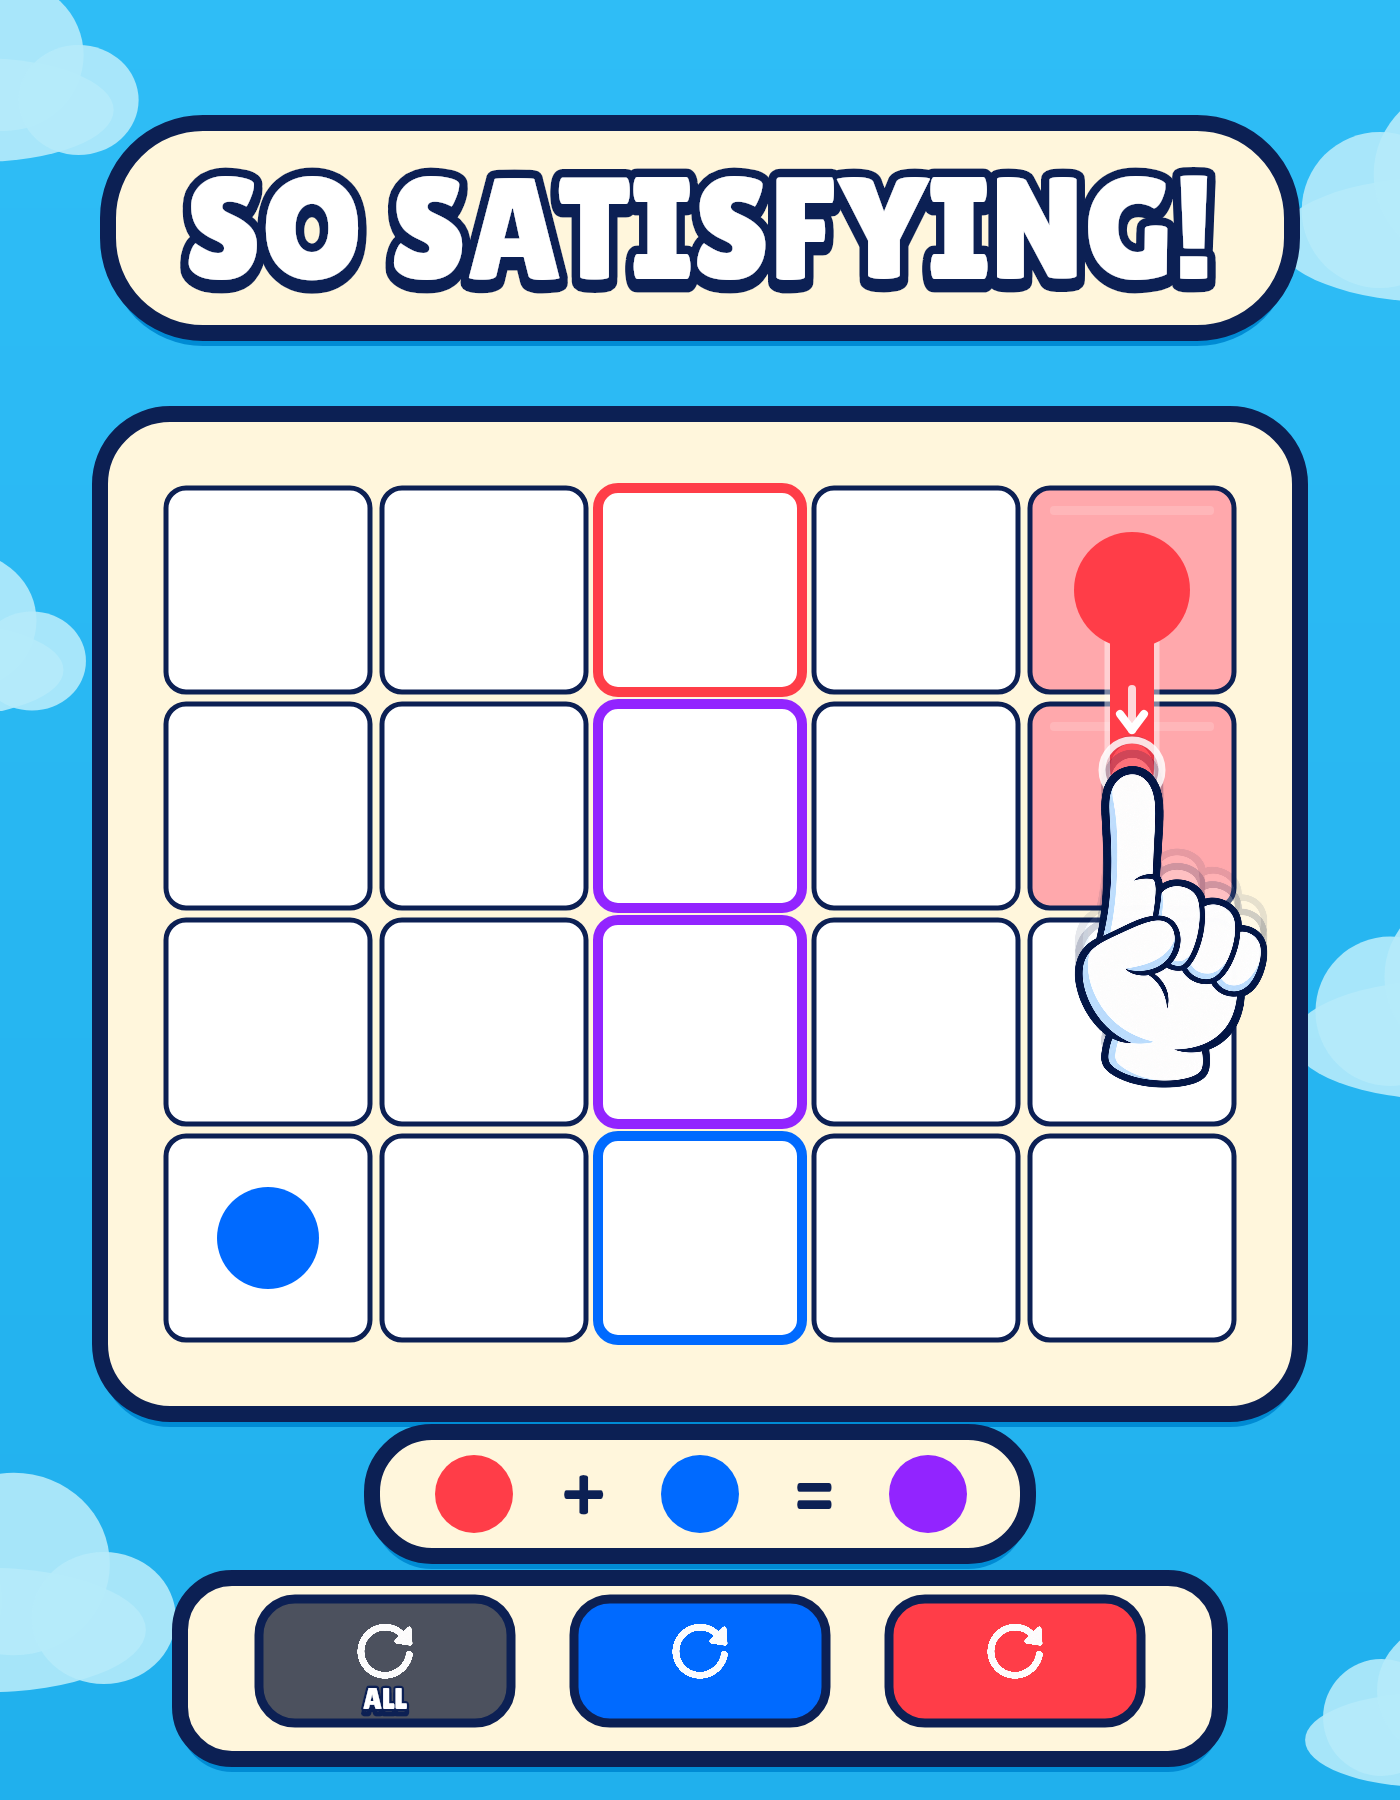 SO SATISFYING!
+ =
ALL